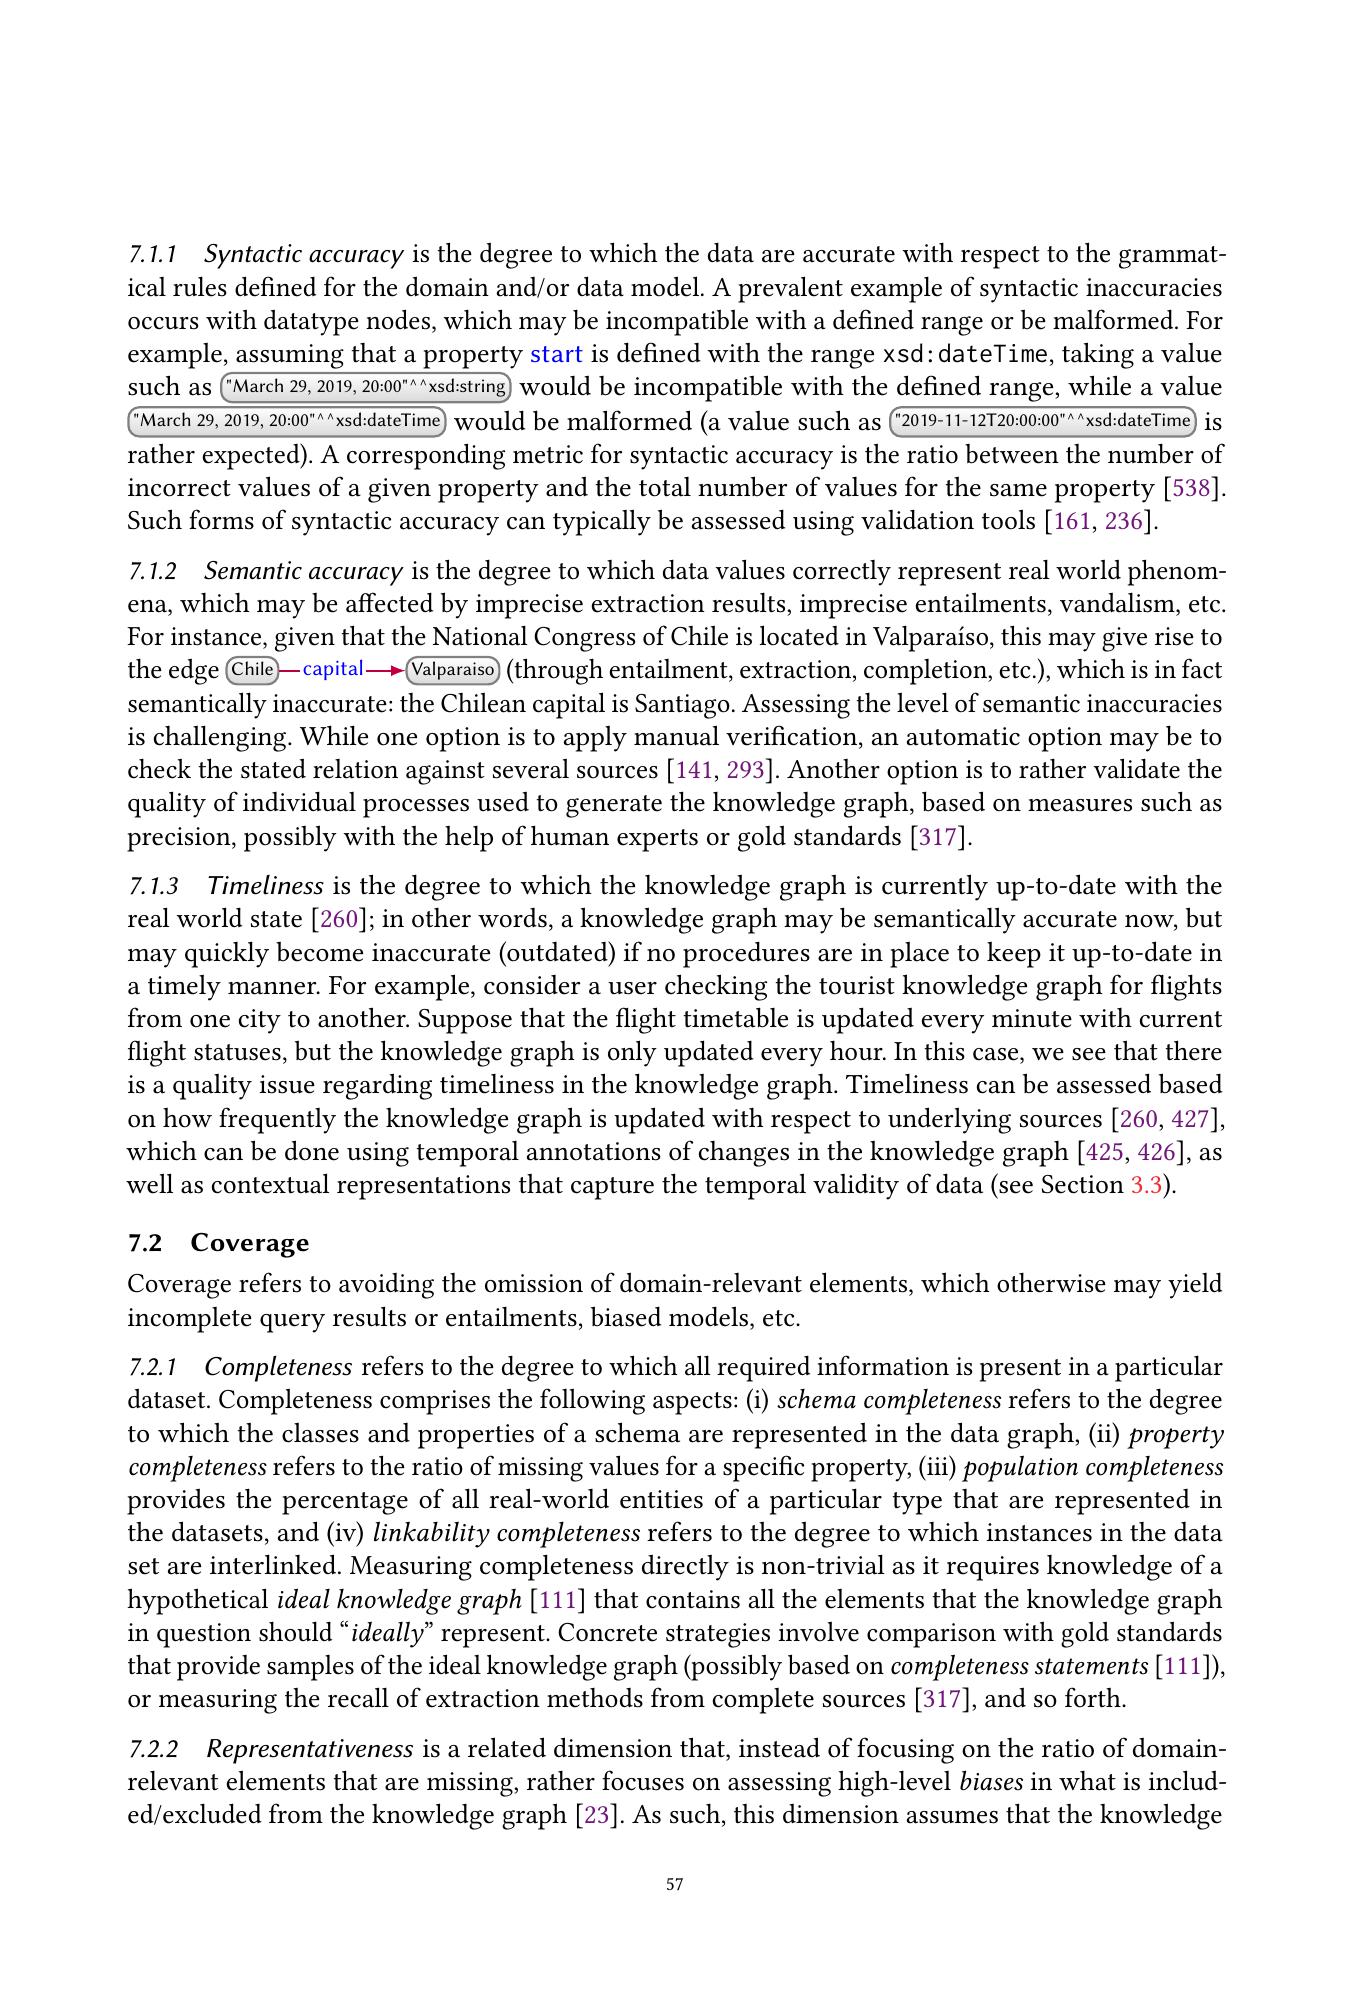 7.1.1 Syntactic accuracy is the degree to which the data are accurate with respect to the grammat-
ical rules defined for the domain and/or data model. A prevalent example of syntactic inaccuracies
occurs with datatype nodes, which may be incompatible with a defined range or be malformed. For
example, assuming that a property start is defined with the range xsd:dateTime, taking a value
such as "March 29, 2019, 20:00"^^xsd:string would be incompatible with the defined range, while a value
"March 29, 2019, 20:00"^^xsd:dateTime would be malformed (a value such as "2019-11-12T20:00:00"^^xsd:dateTime is
rather expected). A corresponding metric for syntactic accuracy is the ratio between the number of
incorrect values of a given property and the total number of values for the same property [538].
Such forms of syntactic accuracy can typically be assessed using validation tools [161, 236].
7.1.2 Semantic accuracy is the degree to which data values correctly represent real world phenom-
ena, which may be affected by imprecise extraction results, imprecise entailments, vandalism, etc.
For instance, given that the National Congress of Chile is located in Valparaíso, this may give rise to
the edge Chile capital Valparaiso (through entailment, extraction, completion, etc.), which is in fact
semantically inaccurate: the Chilean capital is Santiago. Assessing the level of semantic inaccuracies
is challenging. While one option is to apply manual verification, an automatic option may be to
check the stated relation against several sources [141, 293]. Another option is to rather validate the
quality of individual processes used to generate the knowledge graph, based on measures such as
precision, possibly with the help of human experts or gold standards [317].
7.1.3 Timeliness is the degree to which the knowledge graph is currently up-to-date with the
real world state [260]; in other words, a knowledge graph may be semantically accurate now, but
may quickly become inaccurate (outdated) if no procedures are in place to keep it up-to-date in
a timely manner. For example, consider a user checking the tourist knowledge graph for flights
from one city to another. Suppose that the flight timetable is updated every minute with current
flight statuses, but the knowledge graph is only updated every hour. In this case, we see that there
is a quality issue regarding timeliness in the knowledge graph. Timeliness can be assessed based
on how frequently the knowledge graph is updated with respect to underlying sources [260, 427],
which can be done using temporal annotations of changes in the knowledge graph [425, 426], as
well as contextual representations that capture the temporal validity of data (see Section 3.3).
7.2 Coverage
Coverage refers to avoiding the omission of domain-relevant elements, which otherwise may yield
incomplete query results or entailments, biased models, etc.
7.2.1 Completeness refers to the degree to which all required information is present in a particular
dataset. Completeness comprises the following aspects: (i) schema completeness refers to the degree
to which the classes and properties of a schema are represented in the data graph, (ii) property
completeness refers to the ratio of missing values for a specific property, (iii) population completeness
provides the percentage of all real-world entities of a particular type that are represented in
the datasets, and (iv) linkability completeness refers to the degree to which instances in the data
set are interlinked. Measuring completeness directly is non-trivial as it requires knowledge of a
hypothetical ideal knowledge graph [111] that contains all the elements that the knowledge graph
in question should “ideally” represent. Concrete strategies involve comparison with gold standards
that provide samples of the ideal knowledge graph (possibly based on completeness statements [111]),
or measuring the recall of extraction methods from complete sources [317], and so forth.
7.2.2 Representativeness is a related dimension that, instead of focusing on the ratio of domain-
relevant elements that are missing, rather focuses on assessing high-level biases in what is includ-
ed/excluded from the knowledge graph [23]. As such, this dimension assumes that the knowledge
57